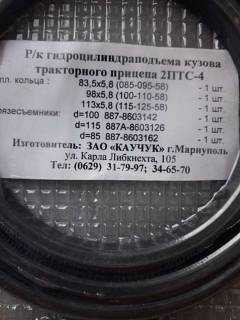 Р/к гидроцилиндраподъема кузова
тракторного прицепа 2ПТС-4
пл. кольца : 83,5х5,8 (085-095-58) - 1 шт.
98х5,8 (100-110-58) - 1 шт.
113х5,8 (115-125-58) - 1 шт.
рязесъемники: d=100 887-8603142 - 1 шт.
d=115 887А-8603126 - 1 шт.
d=85 887-8603162 - 1 шт.
Изготовитель: ЗАО «КАУЧУК» г.Мариуполь
ул. Карла Либкнехта, 105
Тел: (0629) 31-79-97; 34-65-70